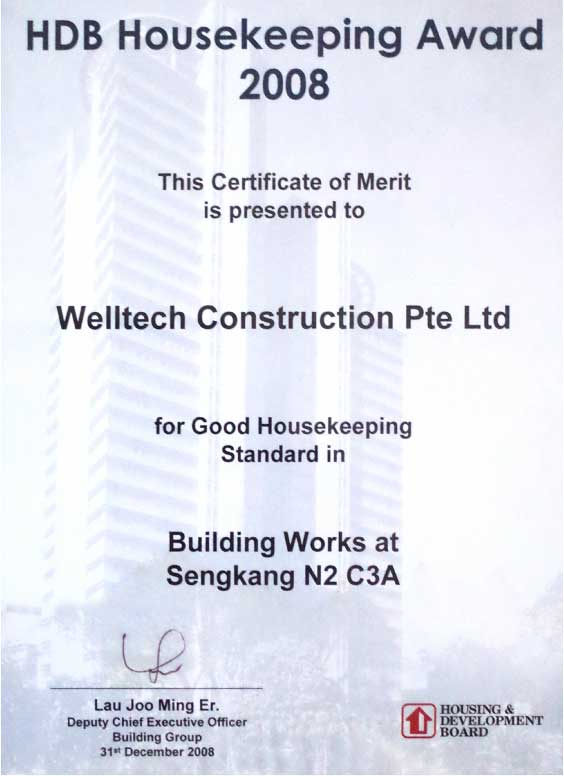 HDB Housekeeping Award
2008
This Certificate of Merit
is presented to
Welltech Construction Pte Ltd
for Good Housekeeping
Standard in
Building Works at
Sengkang N2 C3A
Lau Joo Ming Er.
Deputy Chief Executive Officer
Building Group
31st December 2008
HOUSING &
DEVELOPMENT
BOARD